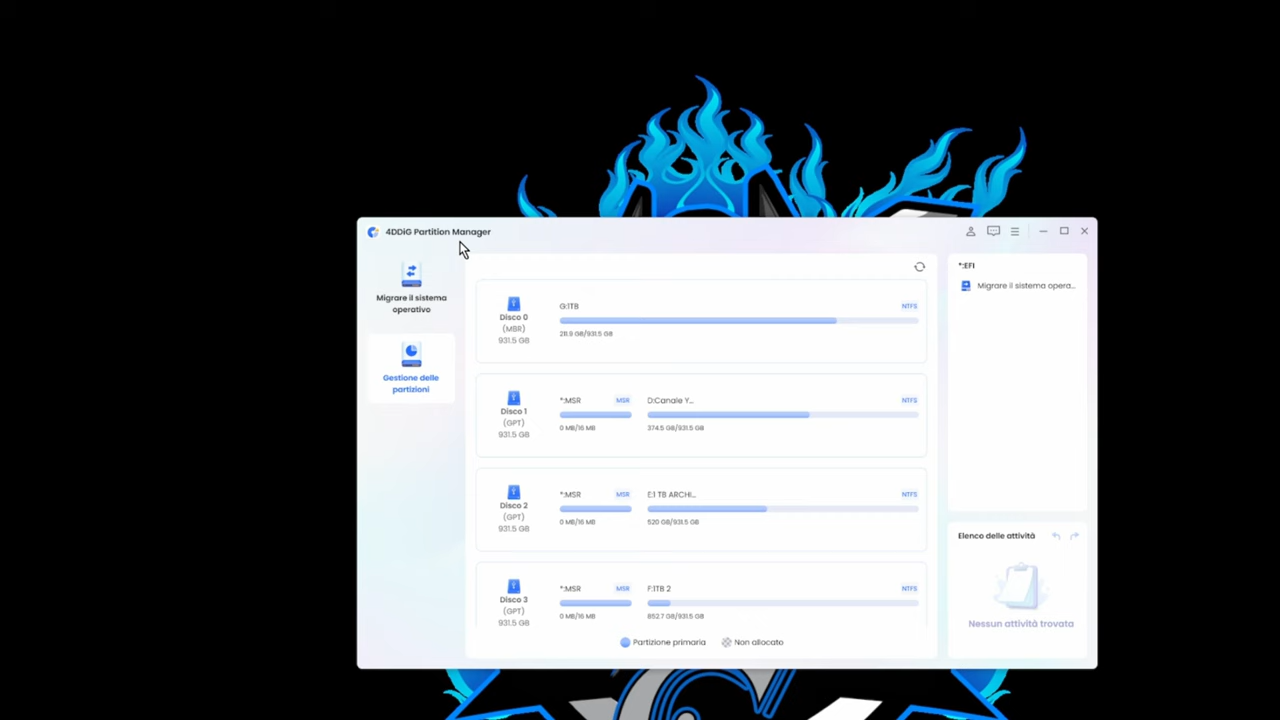 4DDiG Partition Manager
Migrare il sistema
operativo
Gestione delle
partizioni
Disco 0
(MBR)
931.5 GB
G:1TB
NTFS
211.9 GB/931.5 GB
Disco 1
(GPT)
931.5 GB
*:MSR
MSR
0 MB/16 MB
D:Canale Y...
NTFS
374.5 GB/931.5 GB
Disco 2
(GPT)
931.5 GB
*:MSR
MSR
0 MB/16 MB
E:1 TB ARCHI...
NTFS
520 GB/931.5 GB
Disco 3
(GPT)
931.5 GB
*:MSR
MSR
0 MB/16 MB
F:1TB 2
NTFS
852.7 GB/931.5 GB
Partizione primaria
Non allocato
*:EFI
Migrare il sistema opera...
Elenco delle attività
Nessun attività trovata